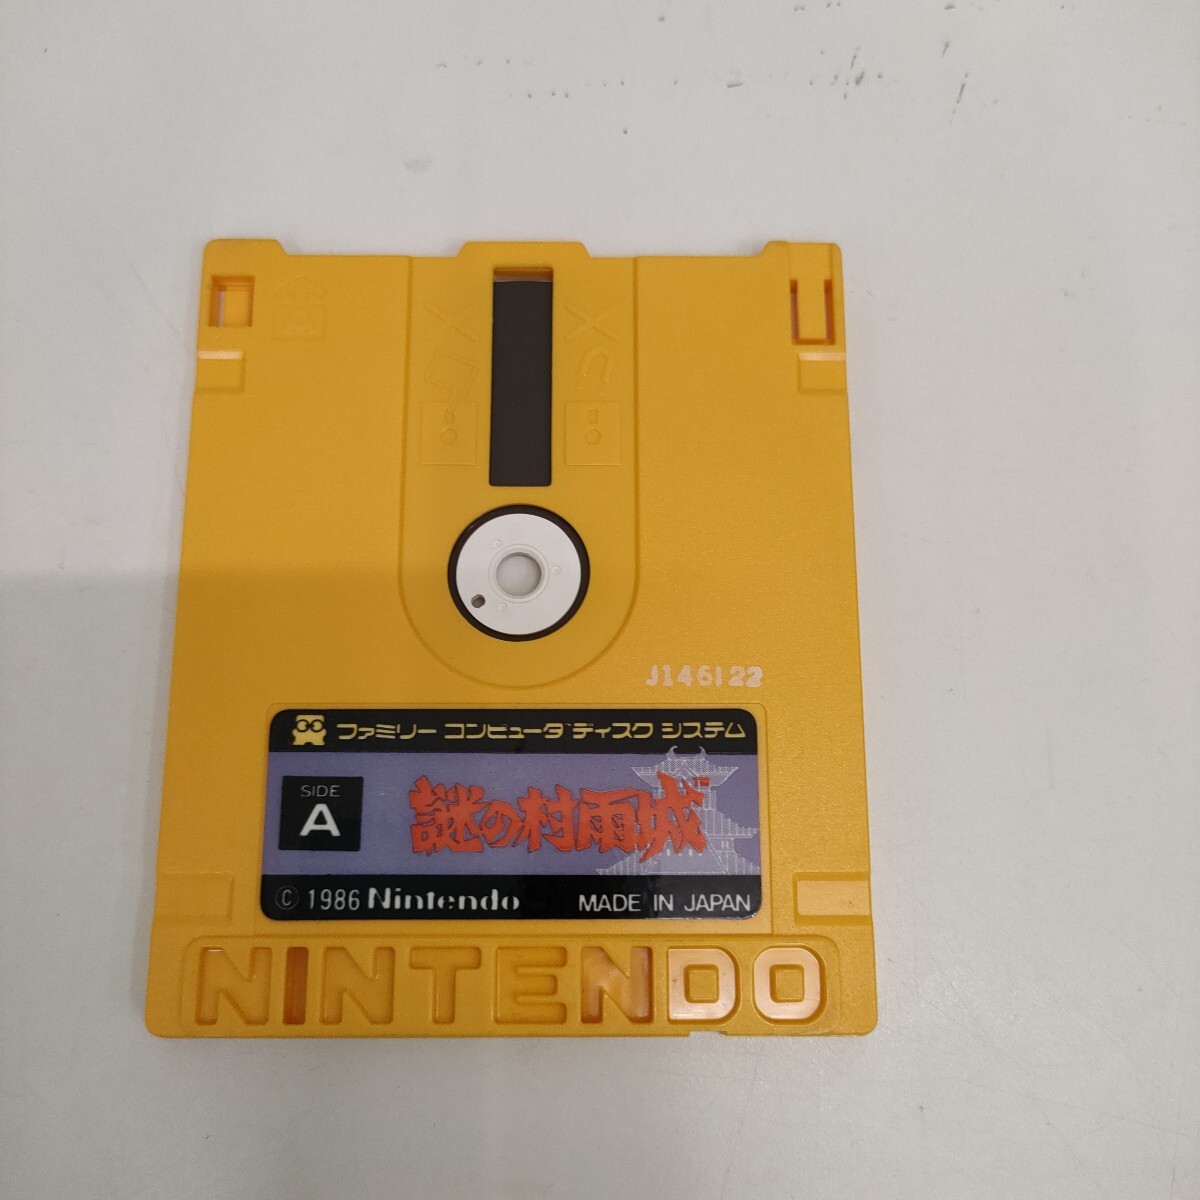 J146122
ファミリー コンピュータ ディスク システム
SIDE
A
謎の村雨城
© 1986 Nintendo MADE IN JAPAN
NINTENDO